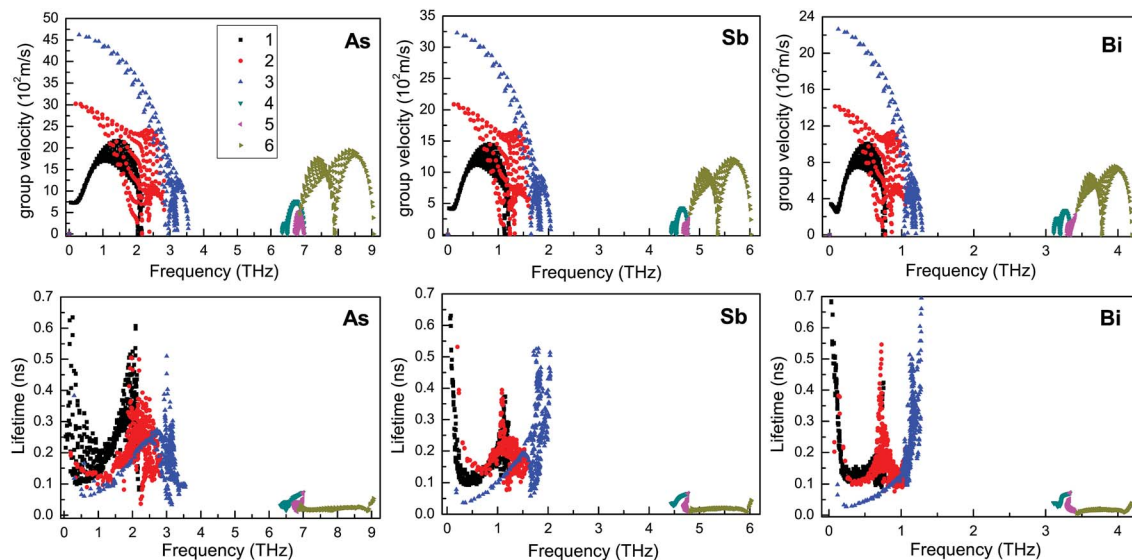 As
Sb
Bi
1
2
3
4
5
6
group velocity (10²m/s)
50
45
40
35
30
25
20
15
10
5
0
0 1 2 3 4 5 6 7 8 9
Frequency (THz)
group velocity (10²m/s)
35
30
25
20
15
10
5
0
0 1 2 3 4 5 6
Frequency (THz)
group velocity (10²m/s)
24
20
16
12
8
4
0
0 1 2 3 4
Frequency (THz)
As
Lifetime (ns)
0.7
0.6
0.5
0.4
0.3
0.2
0.1
0.0
0 1 2 3 4 5 6 7 8 9
Frequency (THz)
Sb
Lifetime (ns)
0.7
0.6
0.5
0.4
0.3
0.2
0.1
0.0
0 1 2 3 4 5 6
Frequency (THz)
Bi
Lifetime (ns)
0.7
0.6
0.5
0.4
0.3
0.2
0.1
0.0
0 1 2 3 4
Frequency (THz)